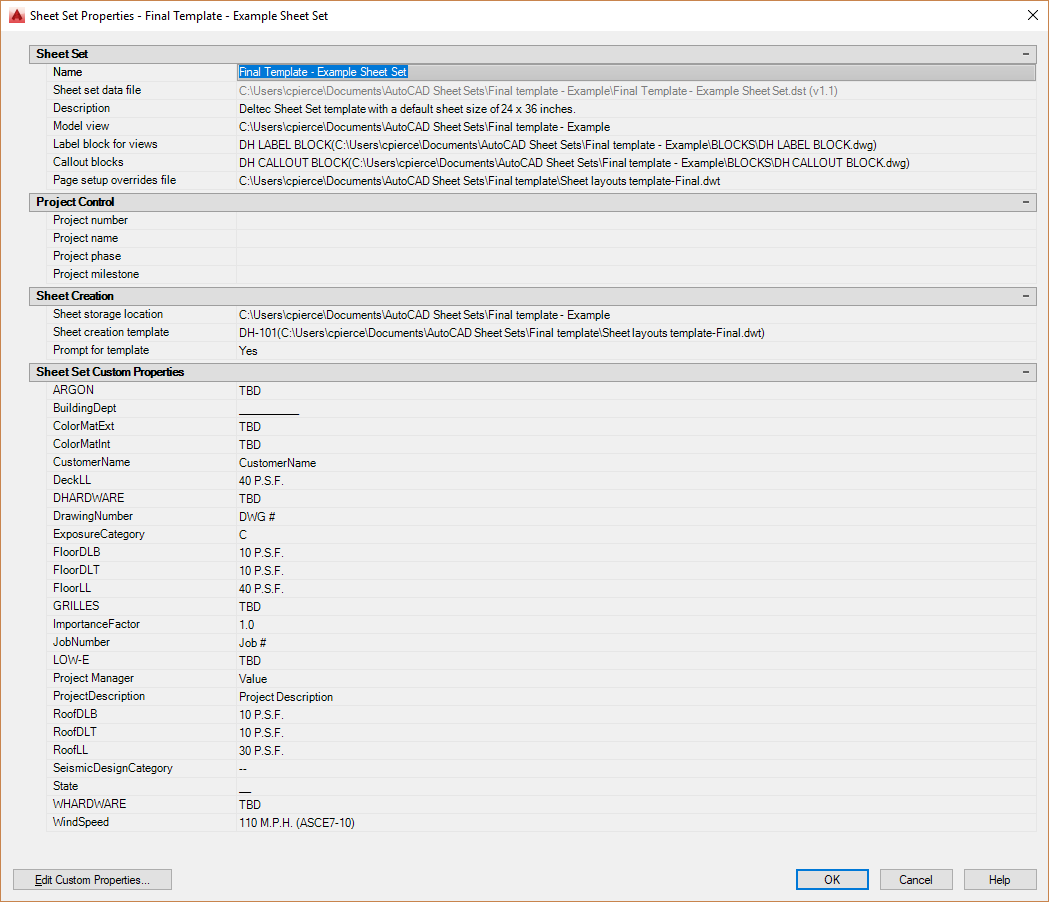 Sheet Set Properties - Final Template - Example Sheet Set
Sheet Set
Name Final Template - Example Sheet Set
Sheet set data file C:\Users\cpierce\Documents\AutoCAD Sheet Sets\Final template - Example\Final Template - Example Sheet Set.dst (v1.1)
Description Deltec Sheet Set template with a default sheet size of 24 x 36 inches.
Model view C:\Users\cpierce\Documents\AutoCAD Sheet Sets\Final template - Example
Label block for views DH LABEL BLOCK(C:\Users\cpierce\Documents\AutoCAD Sheet Sets\Final template - Example\BLOCKS\DH LABEL BLOCK.dwg)
Callout blocks DH CALLOUT BLOCK(C:\Users\cpierce\Documents\AutoCAD Sheet Sets\Final template - Example\BLOCKS\DH CALLOUT BLOCK.dwg)
Page setup overrides file C:\Users\cpierce\Documents\AutoCAD Sheet Sets\Final template\Sheet layouts template-Final.dwt
Project Control
Project number
Project name
Project phase
Project milestone
Sheet Creation
Sheet storage location C:\Users\cpierce\Documents\AutoCAD Sheet Sets\Final template - Example
Sheet creation template DH-101(C:\Users\cpierce\Documents\AutoCAD Sheet Sets\Final template\Sheet layouts template-Final.dwt)
Prompt for template Yes
Sheet Set Custom Properties
ARGON TBD
BuildingDept __________
ColorMatExt TBD
ColorMatInt TBD
CustomerName CustomerName
DeckLL 40 P.S.F.
DHARDWARE TBD
DrawingNumber DWG #
ExposureCategory C
FloorDLB 10 P.S.F.
FloorDLT 10 P.S.F.
FloorLL 40 P.S.F.
GRILLES TBD
ImportanceFactor 1.0
JobNumber Job #
LOW-E TBD
Project Manager Value
ProjectDescription Project Description
RoofDLB 10 P.S.F.
RoofDLT 10 P.S.F.
RoofLL 30 P.S.F.
SeismicDesignCategory --
State __
WHARDWARE TBD
WindSpeed 110 M.P.H. (ASCE7-10)
Edit Custom Properties... OK Cancel Help